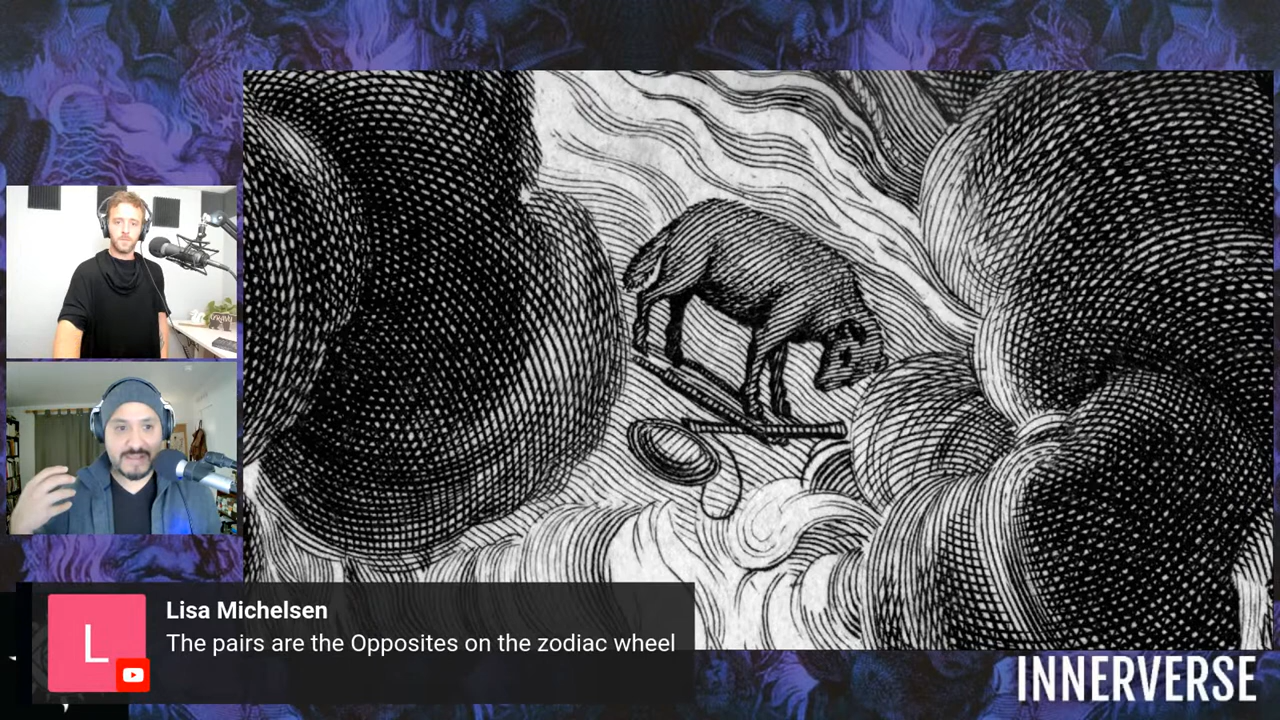 L
Lisa Michelsen
The pairs are the Opposites on the zodiac wheel
INNERVERSE